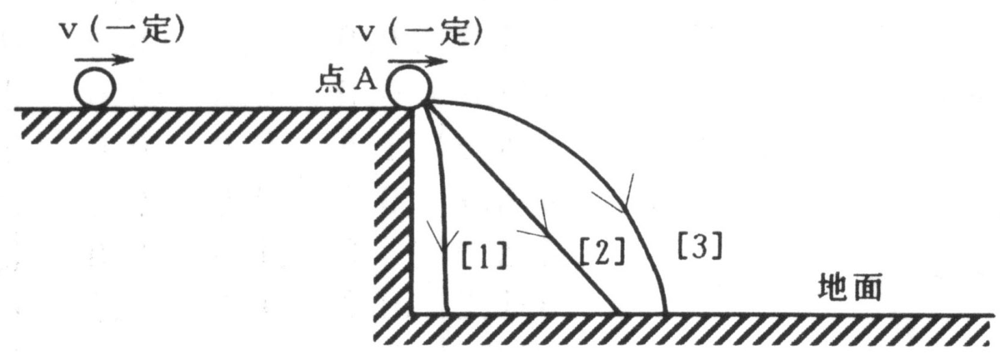 v (一定)
v (一定)
点A
[1]
[2]
[3]
地面